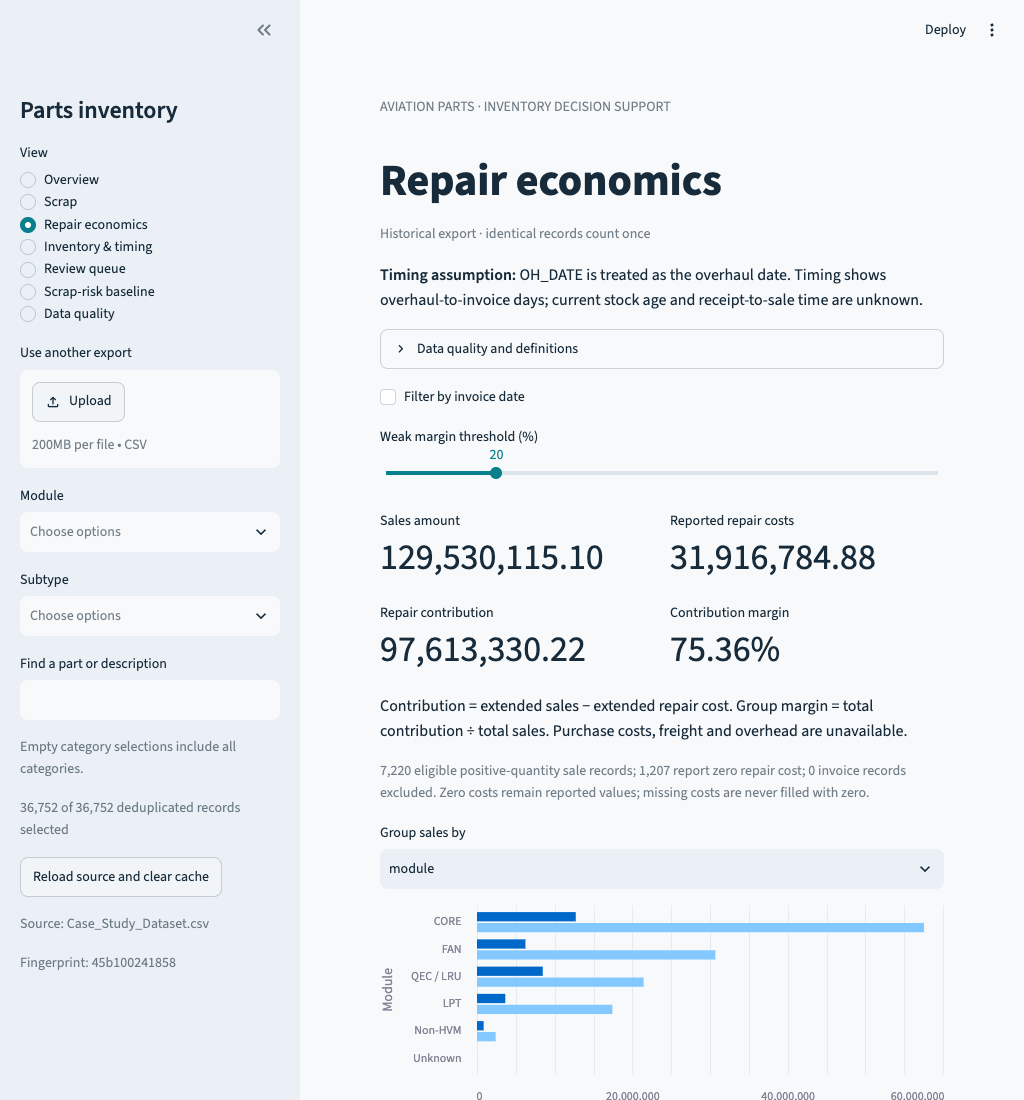 Deploy
Parts inventory
View
Overview
Scrap
Repair economics
Inventory & timing
Review queue
Scrap-risk baseline
Data quality
Use another export
Upload
200MB per file • CSV
Module
Choose options
Subtype
Choose options
Find a part or description
Empty category selections include all
categories.
36,752 of 36,752 deduplicated records
selected
Reload source and clear cache
Source: Case_Study_Dataset.csv
Fingerprint: 45b100241858
AVIATION PARTS · INVENTORY DECISION SUPPORT
Repair economics
Historical export · identical records count once
Timing assumption: OH_DATE is treated as the overhaul date. Timing shows
overhaul-to-invoice days; current stock age and receipt-to-sale time are unknown.
Data quality and definitions
Filter by invoice date
Weak margin threshold (%)
20
Sales amount
129,530,115.10
Reported repair costs
31,916,784.88
Repair contribution
97,613,330.22
Contribution margin
75.36%
Contribution = extended sales − extended repair cost. Group margin = total
contribution ÷ total sales. Purchase costs, freight and overhead are unavailable.
7,220 eligible positive-quantity sale records; 1,207 report zero repair cost; 0 invoice records
excluded. Zero costs remain reported values; missing costs are never filled with zero.
Group sales by
module
Module
CORE
FAN
QEC / LRU
LPT
Non-HVM
Unknown
0 20,000,000 40,000,000 60,000,000